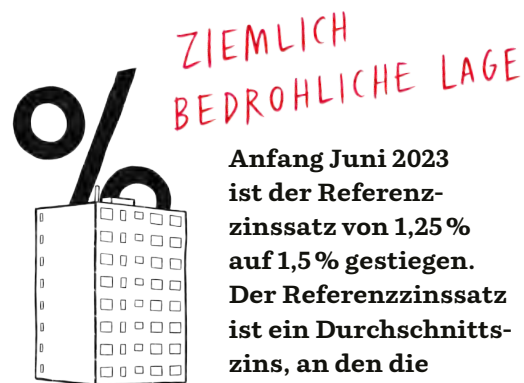 ZIEMLICH
BEDROHLICHE LAGE
%
Anfang Juni 2023
ist der Referenz-
zinssatz von 1,25 %
auf 1,5 % gestiegen.
Der Referenzzinssatz
ist ein Durchschnitts-
zins, an den die